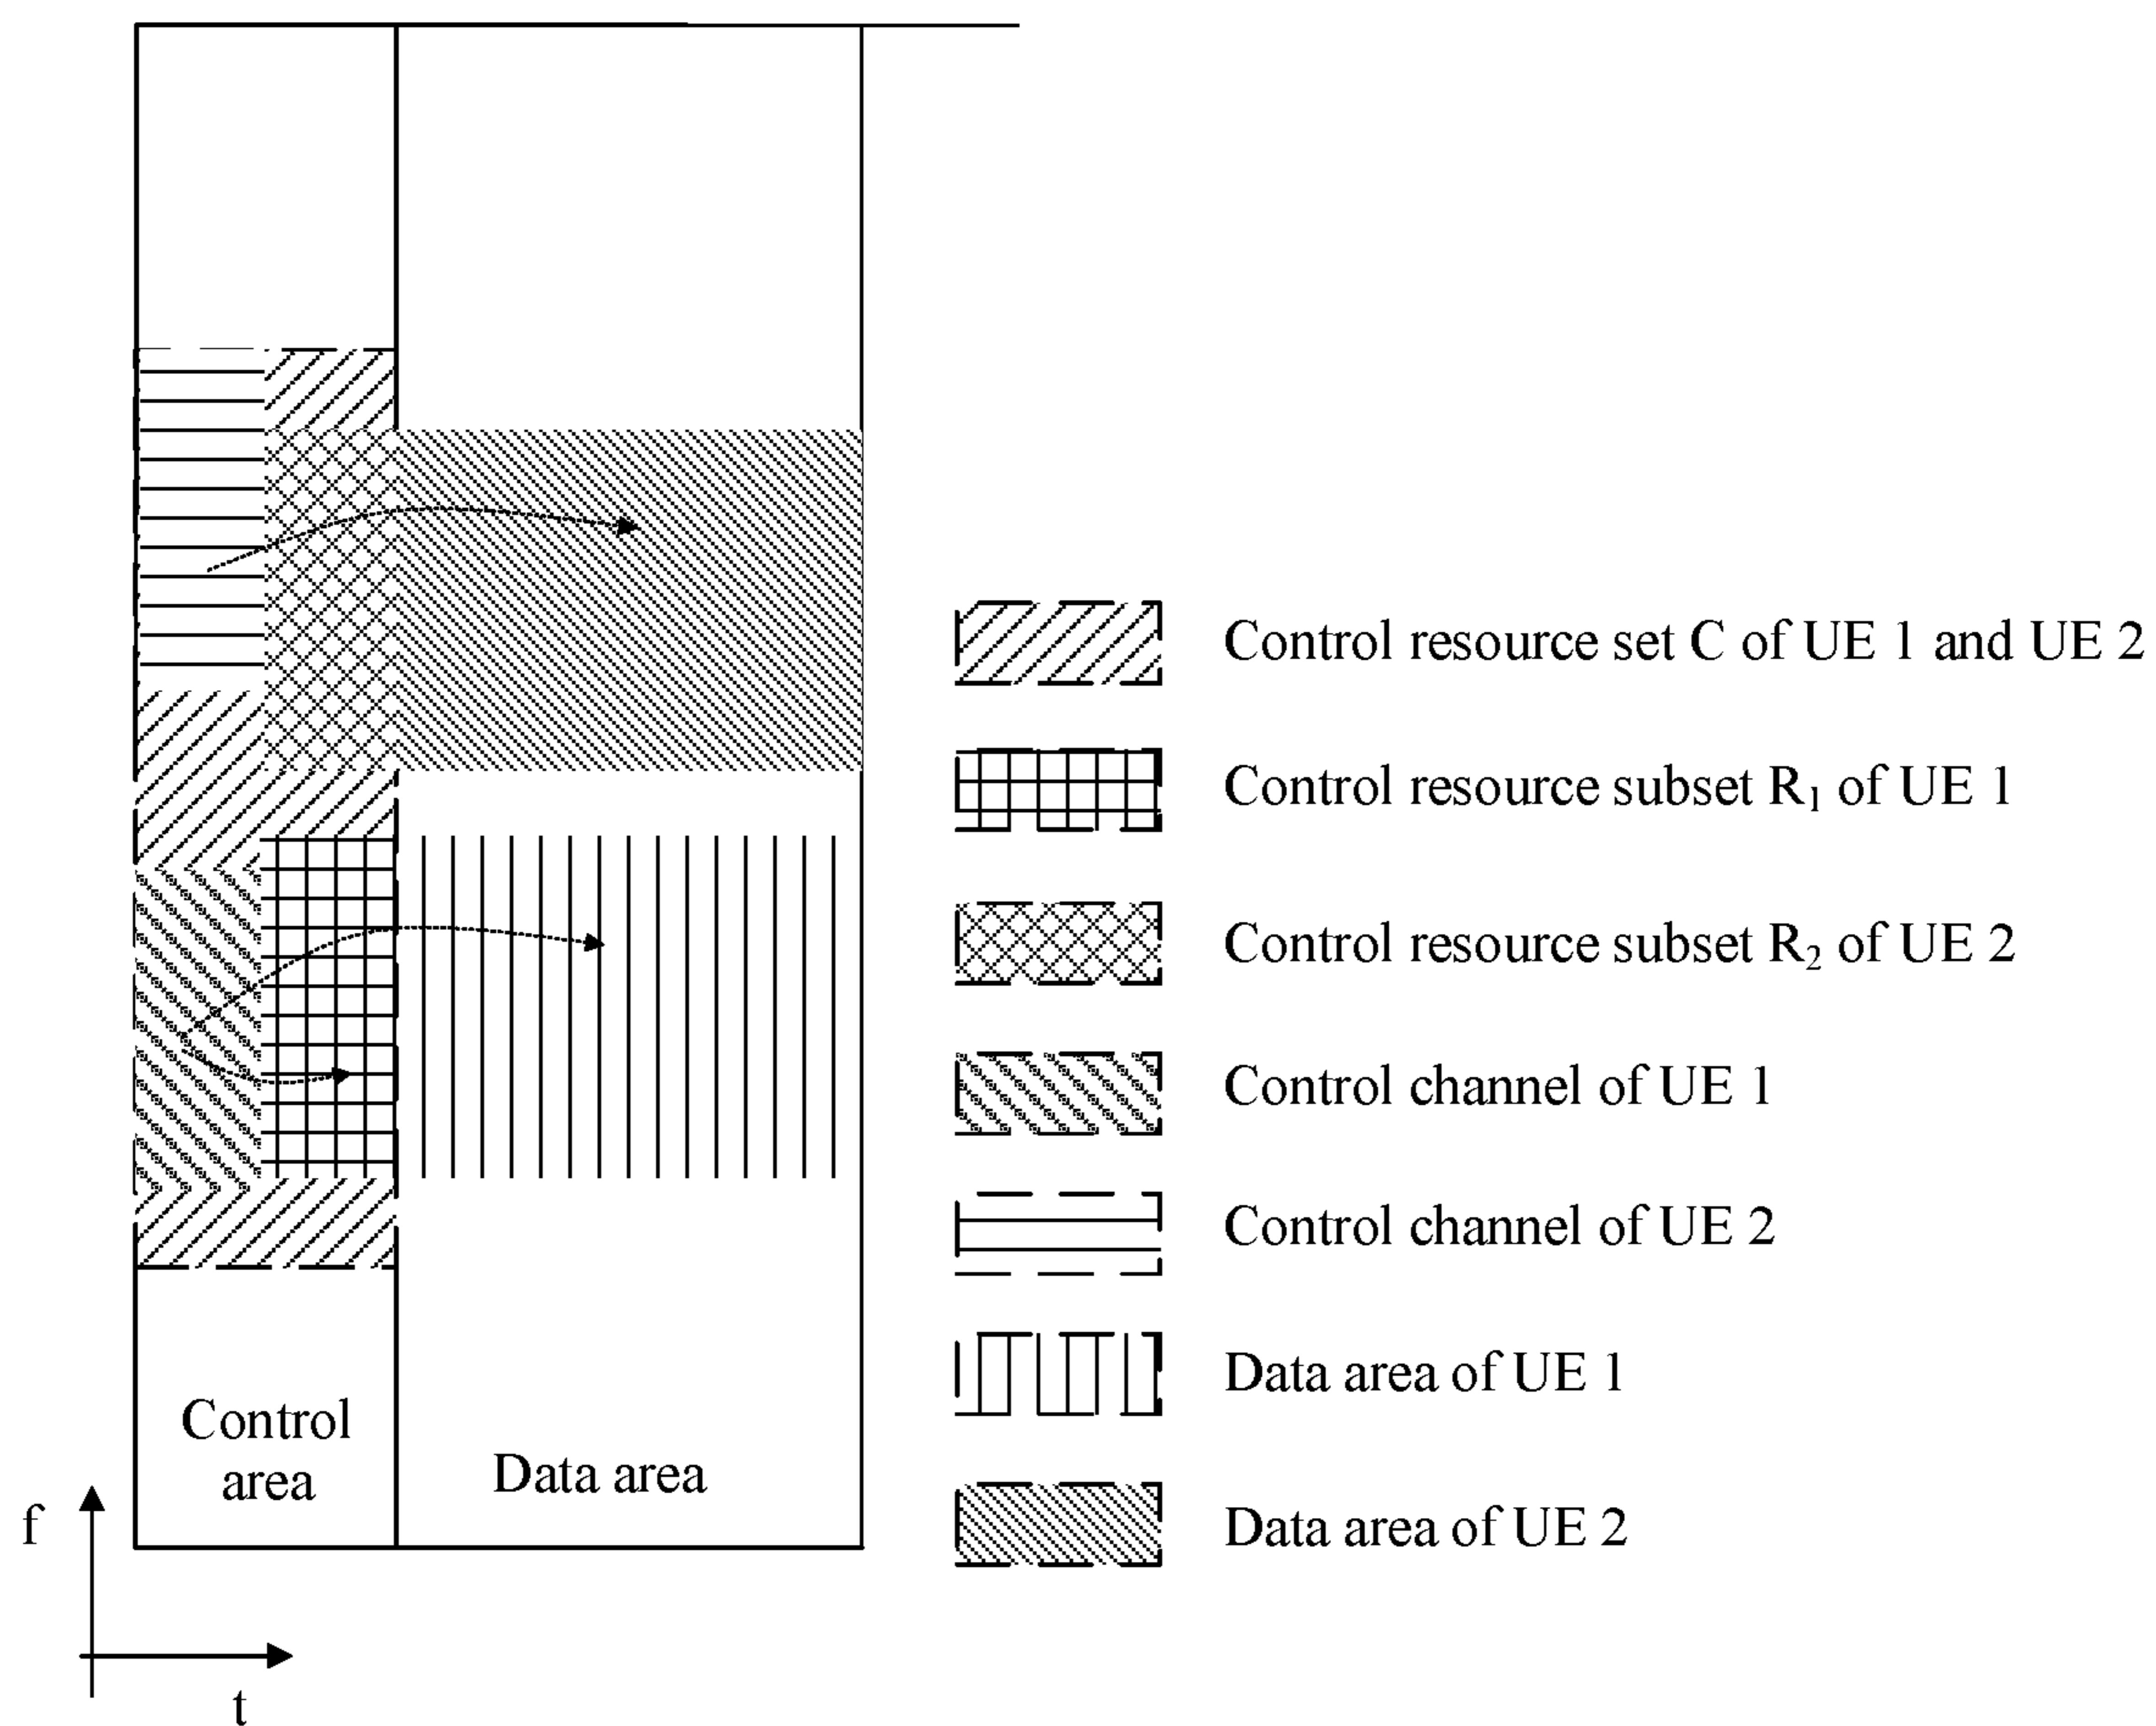 Control resource set C of UE 1 and UE 2
Control resource subset R₁ of UE 1
Control resource subset R₂ of UE 2
Control channel of UE 1
Control channel of UE 2
Data area of UE 1
Data area of UE 2
Control
area
Data area
f
t